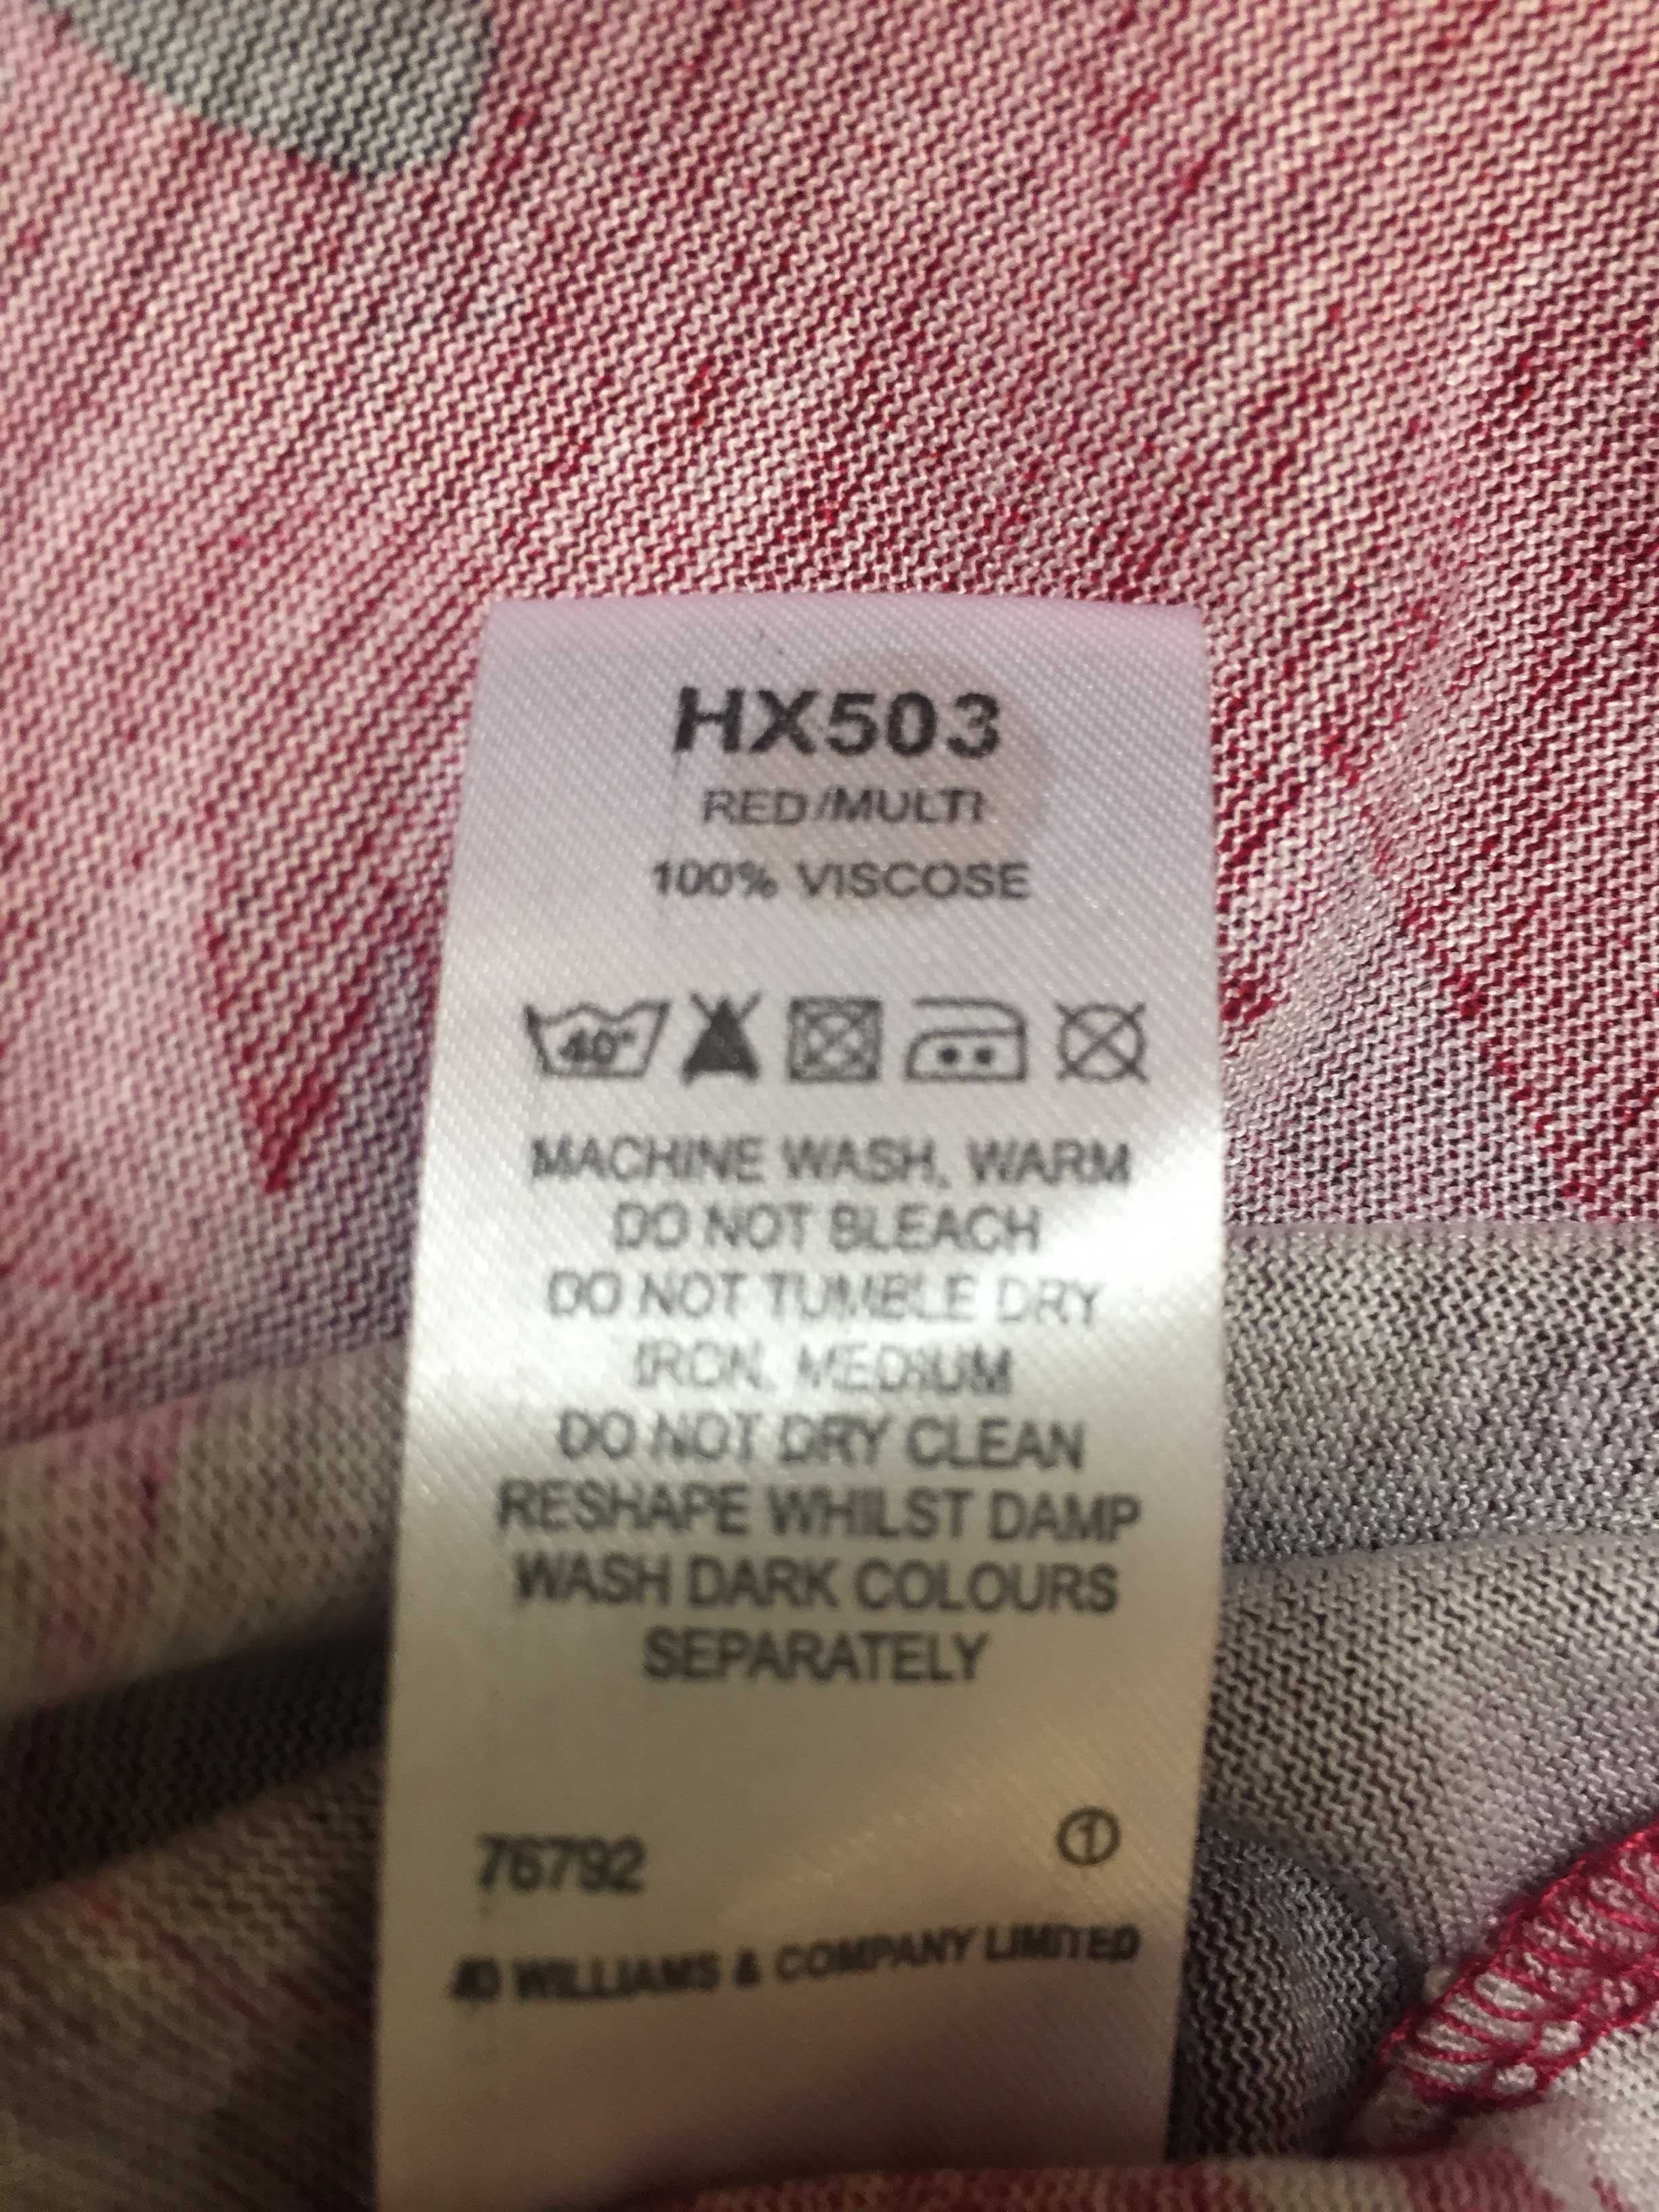 HX503
RED/MULTI
100% VISCOSE
40°
MACHINE WASH, WARM
DO NOT BLEACH
DO NOT TUMBLE DRY
IRON, MEDIUM
DO NOT DRY CLEAN
RESHAPE WHILST DAMP
WASH DARK COLOURS
SEPARATELY
1
76792
JD WILLIAMS & COMPANY LIMITED